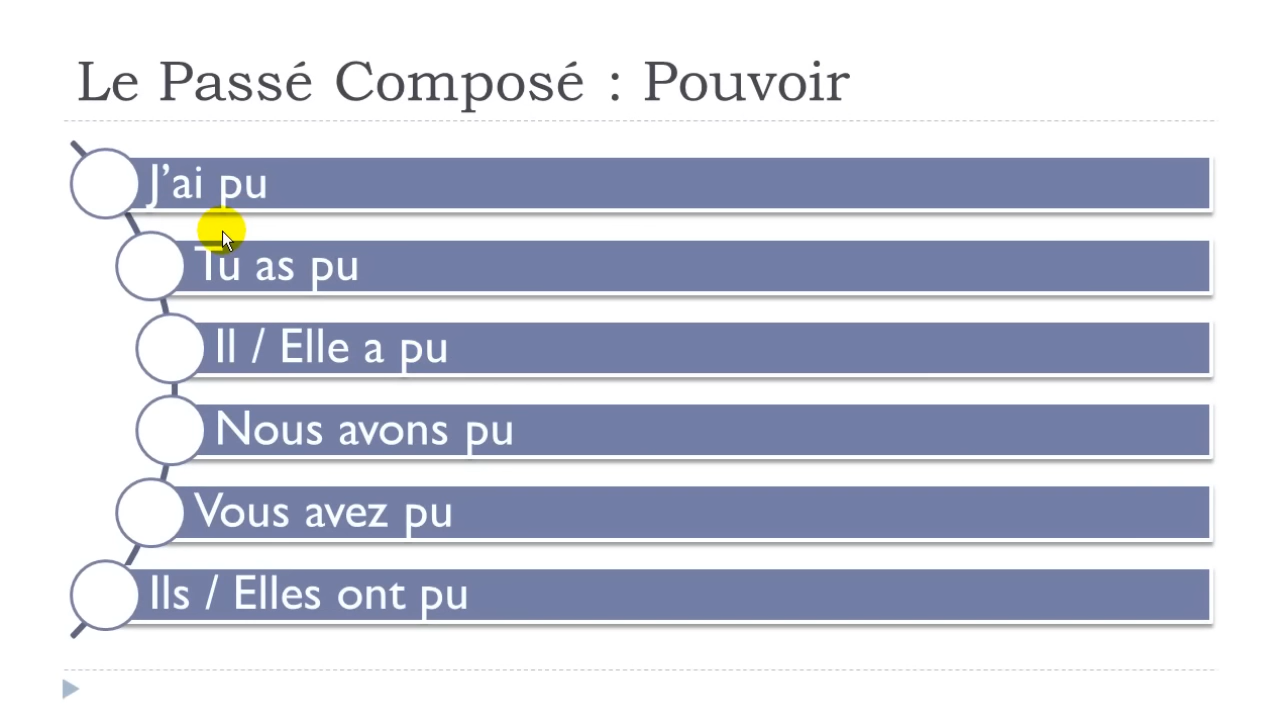 Le Passé Composé : Pouvoir
J’ai pu
Tu as pu
Il / Elle a pu
Nous avons pu
Vous avez pu
Ils / Elles ont pu